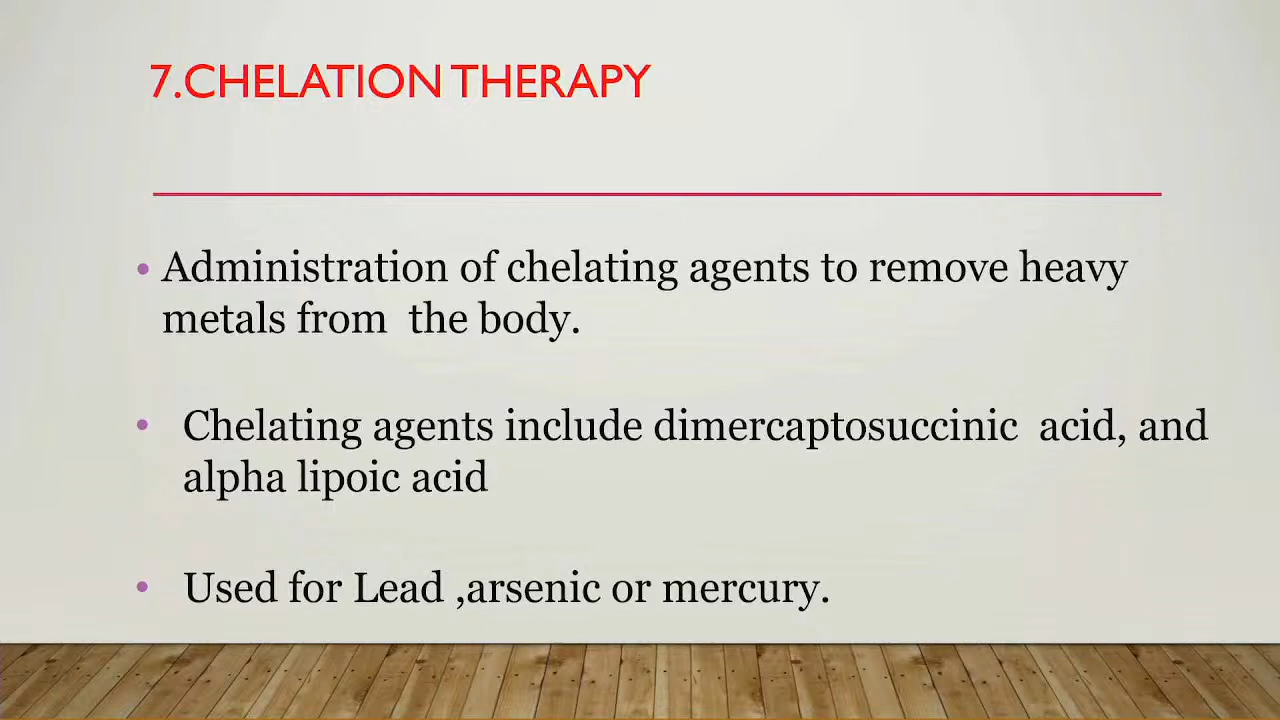 7.CHELATION THERAPY
• Administration of chelating agents to remove heavy
metals from  the body.
• Chelating agents include dimercaptosuccinic  acid, and
alpha lipoic acid
• Used for Lead ,arsenic or mercury.